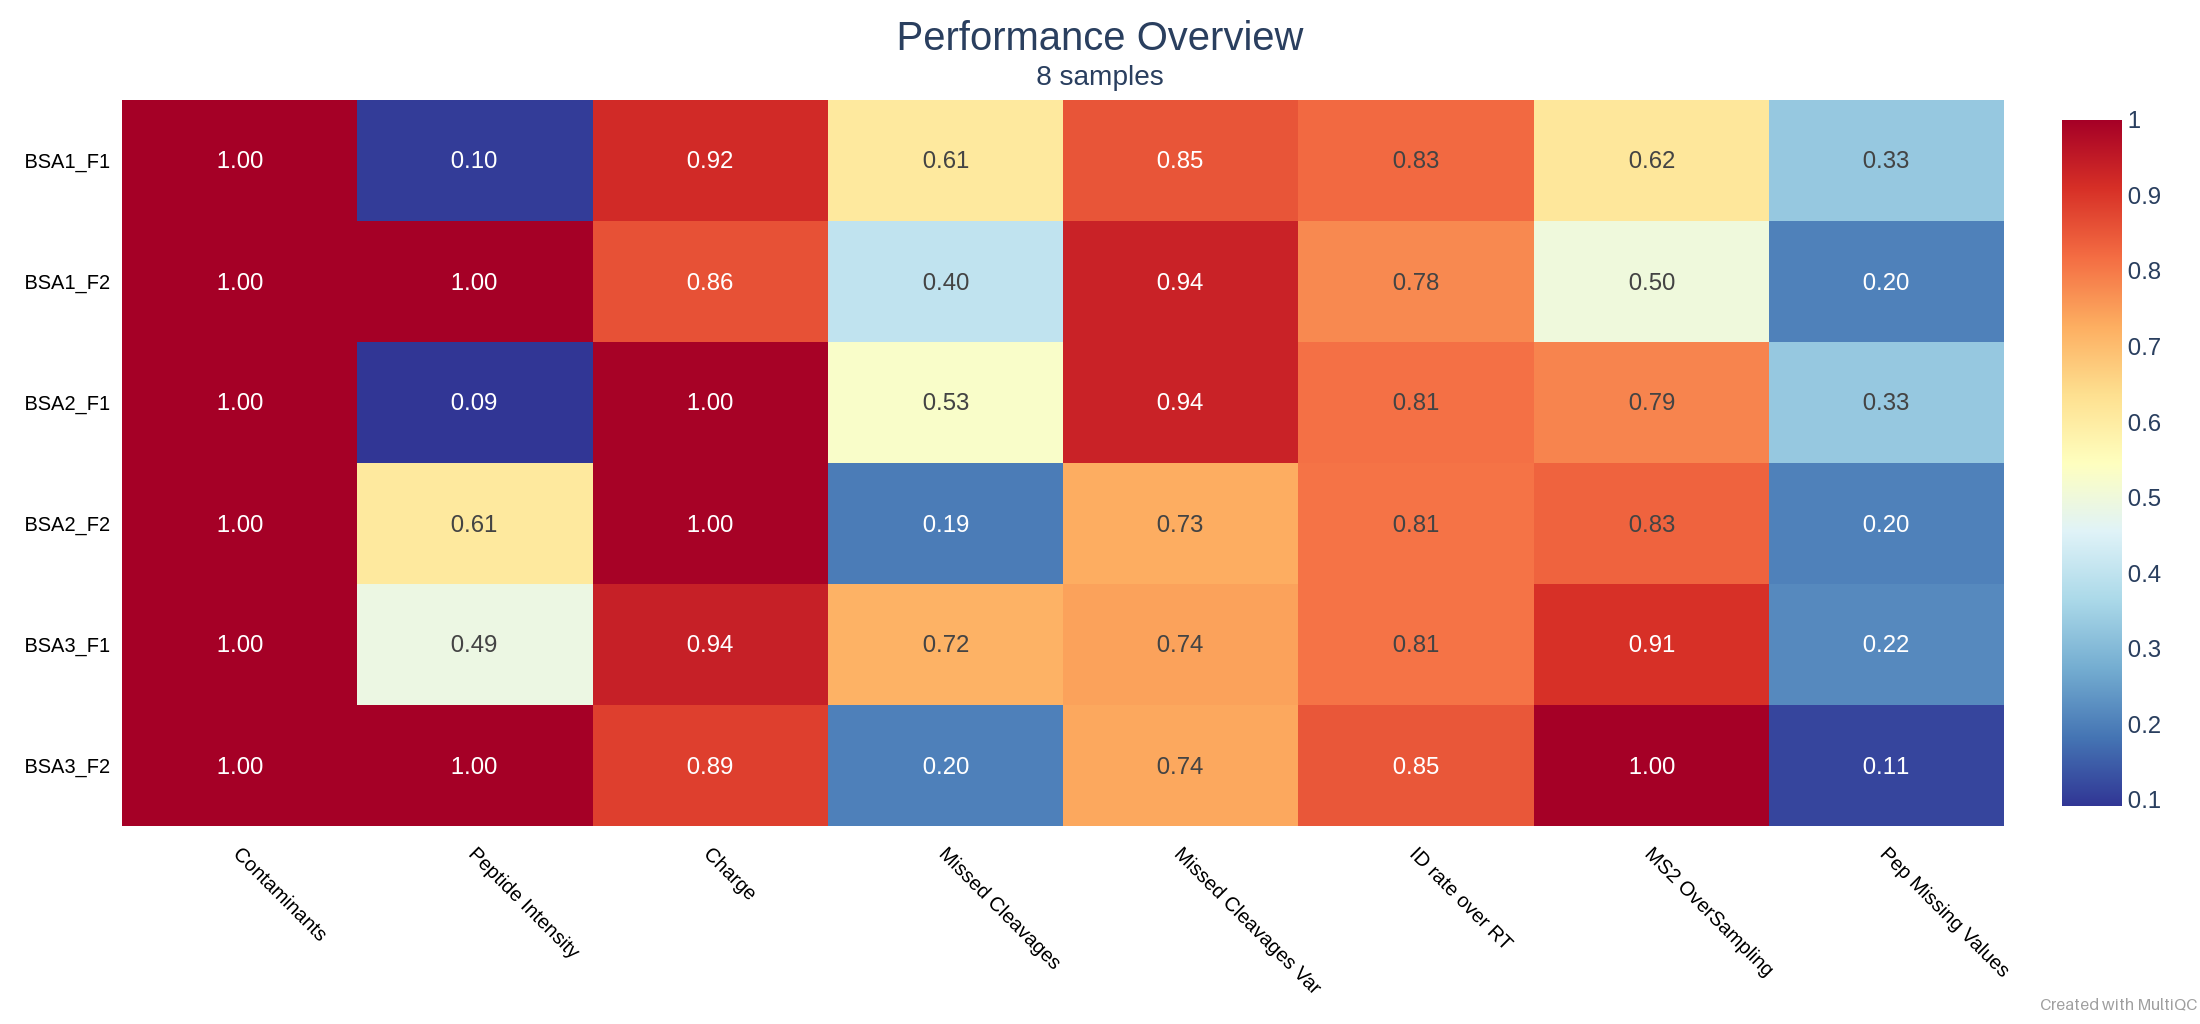 Performance Overview
8 samples
BSA1_F1 1.00 0.10 0.92 0.61 0.85 0.83 0.62 0.33
BSA1_F2 1.00 1.00 0.86 0.40 0.94 0.78 0.50 0.20
BSA2_F1 1.00 0.09 1.00 0.53 0.94 0.81 0.79 0.33
BSA2_F2 1.00 0.61 1.00 0.19 0.73 0.81 0.83 0.20
BSA3_F1 1.00 0.49 0.94 0.72 0.74 0.81 0.91 0.22
BSA3_F2 1.00 1.00 0.89 0.20 0.74 0.85 1.00 0.11
Contaminants
Peptide Intensity
Charge
Missed Cleavages
Missed Cleavages Var
ID rate over RT
MS2 OverSampling
Pep Missing Values
1
0.9
0.8
0.7
0.6
0.5
0.4
0.3
0.2
0.1
Created with MultiQC